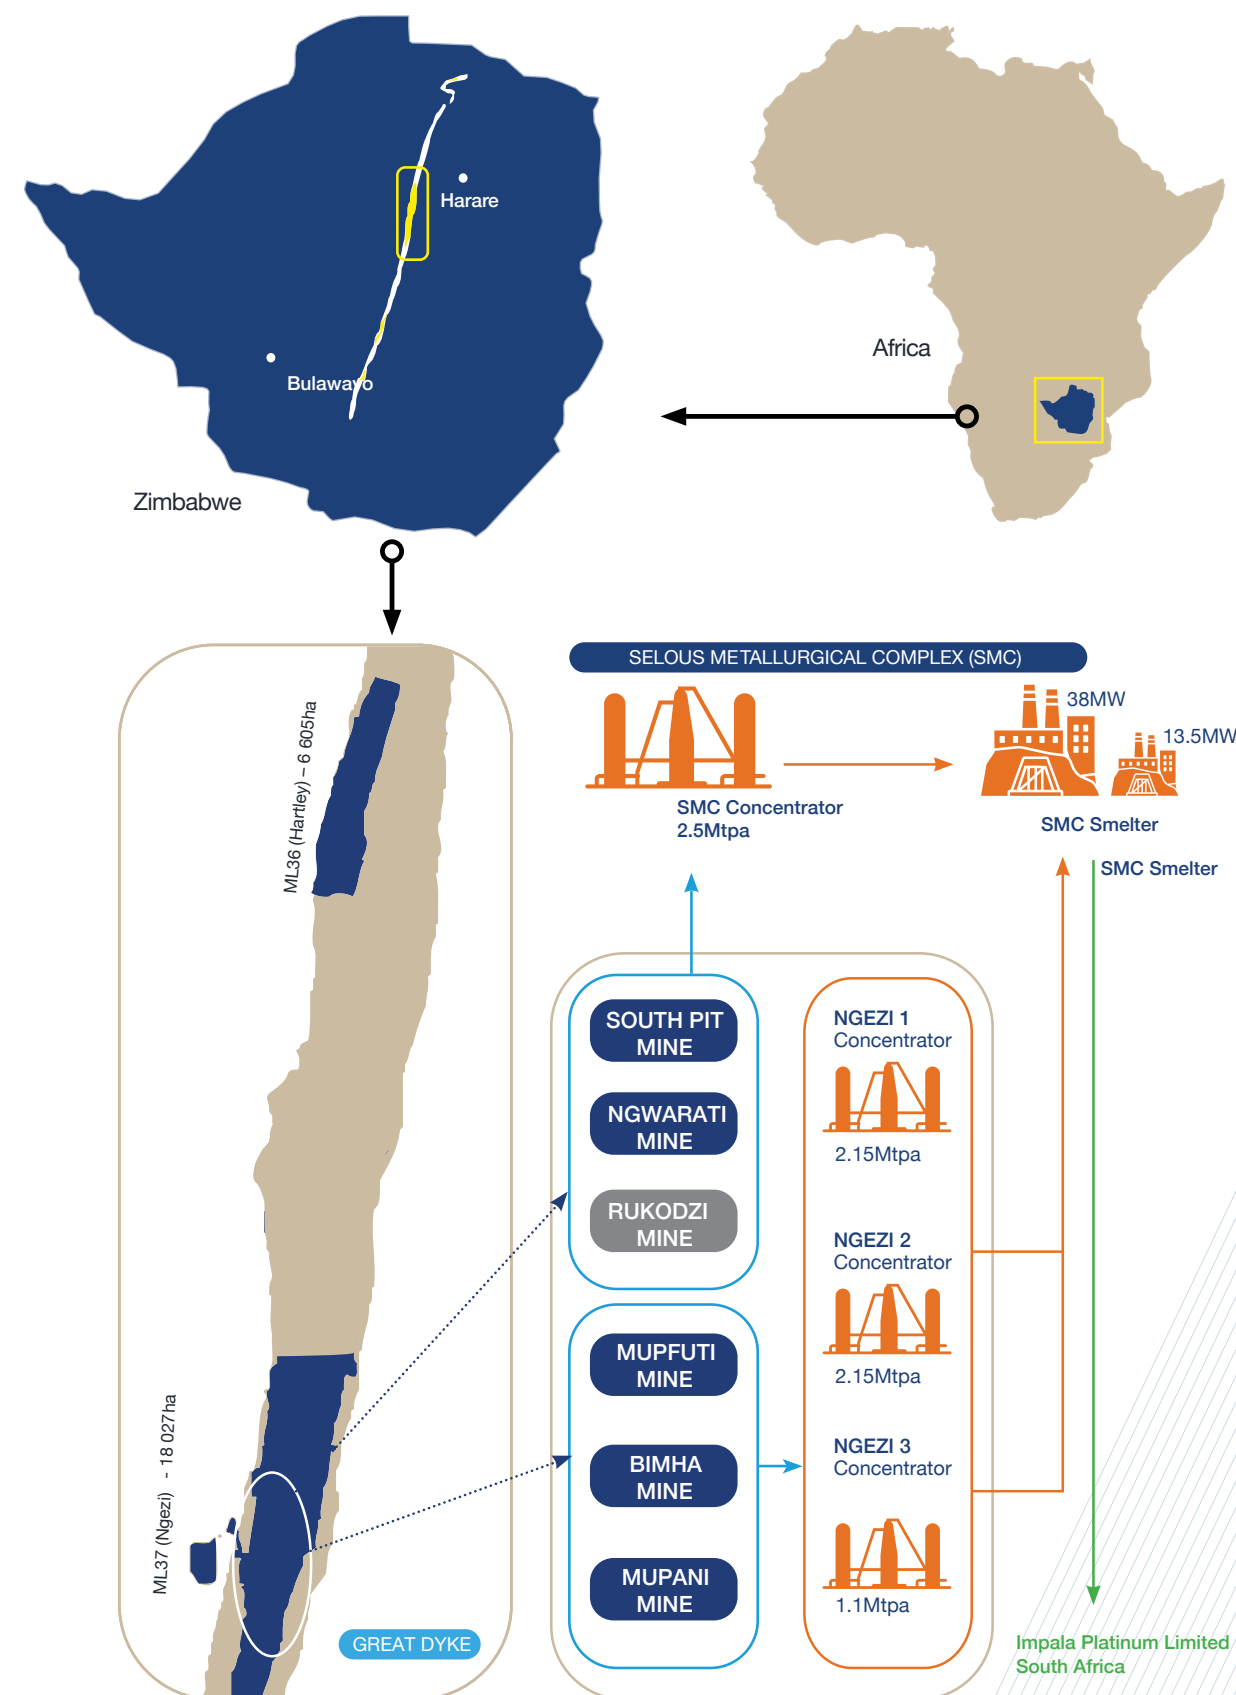 Harare
Bulawayo
Zimbabwe
Africa
ML36 (Hartley) – 6 605ha
ML37 (Ngezi) - 18 027ha
GREAT DYKE
SELOUS METALLURGICAL COMPLEX (SMC)
38MW
13.5MW
SMC Concentrator
2.5Mtpa
SMC Smelter
SMC Smelter
SOUTH PIT
MINE
NGWARATI
MINE
RUKODZI
MINE
MUPFUTI
MINE
BIMHA
MINE
MUPANI
MINE
NGEZI 1
Concentrator
2.15Mtpa
NGEZI 2
Concentrator
2.15Mtpa
NGEZI 3
Concentrator
1.1Mtpa
Impala Platinum Limited
South Africa